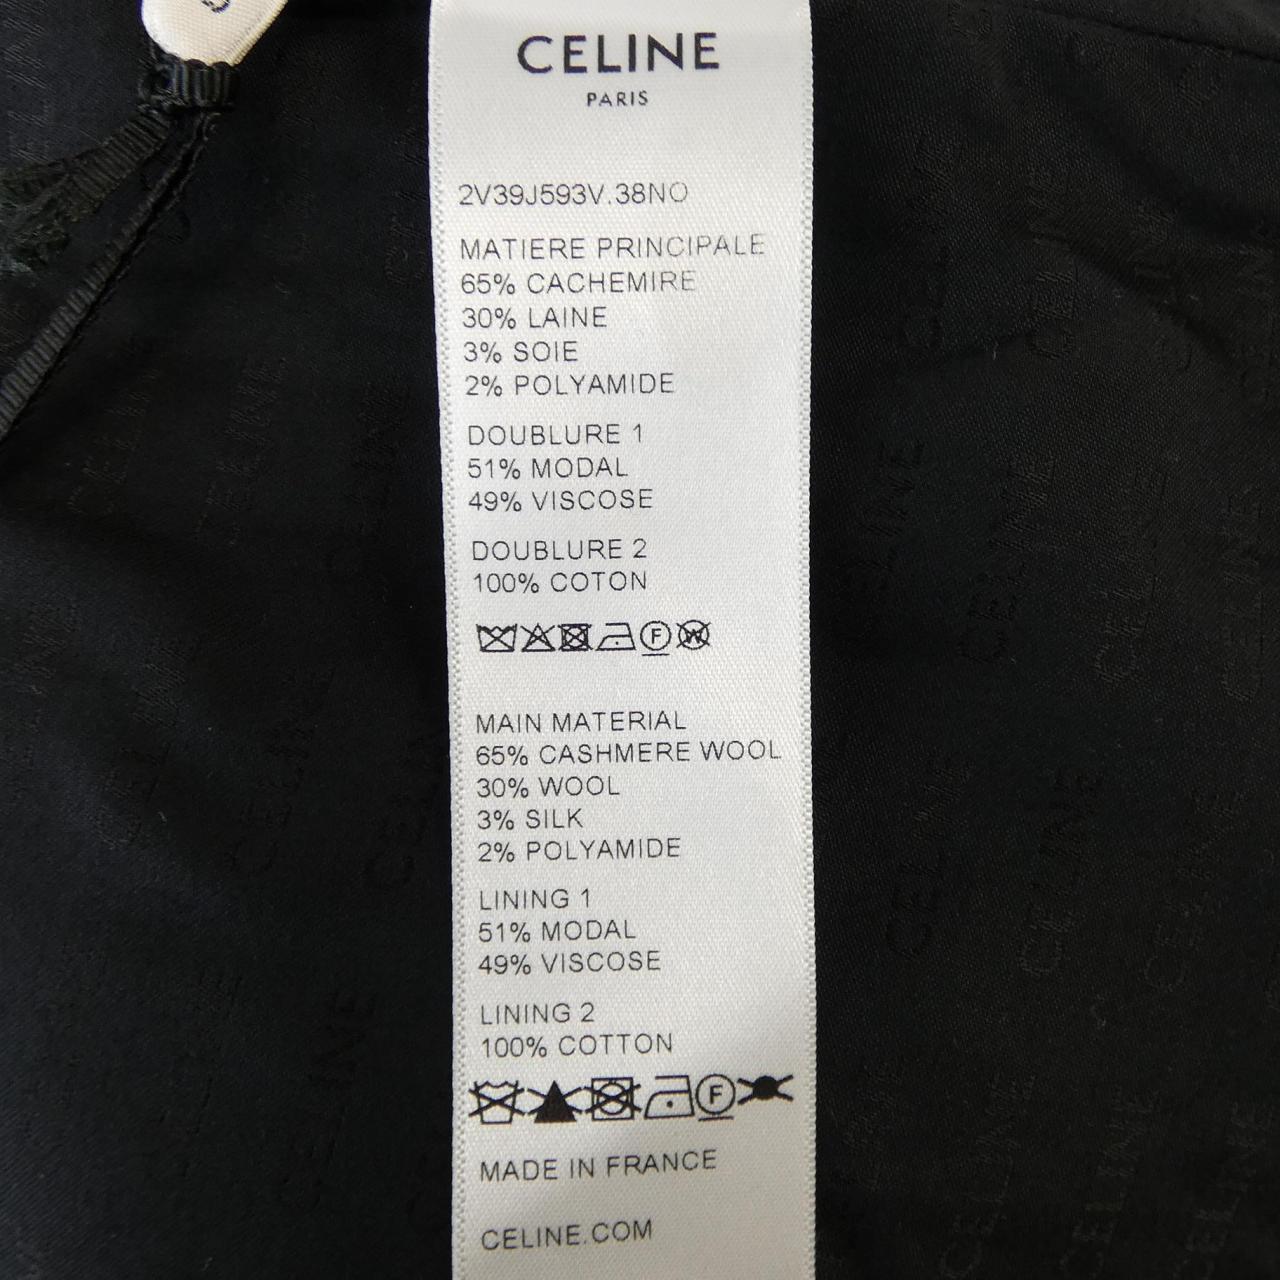 CELINE
PARIS
2V39J593V.38NO
MATIERE PRINCIPALE
65% CACHEMIRE
30% LAINE
3% SOIE
2% POLYAMIDE
DOUBLURE 1
51% MODAL
49% VISCOSE
DOUBLURE 2
100% COTON
F W
MAIN MATERIAL
65% CASHMERE WOOL
30% WOOL
3% SILK
2% POLYAMIDE
LINING 1
51% MODAL
49% VISCOSE
LINING 2
100% COTTON
F
MADE IN FRANCE
CELINE.COM